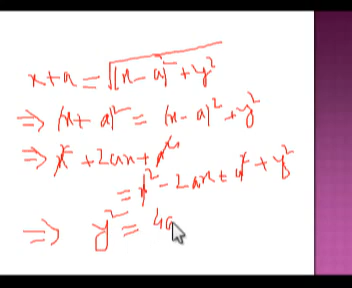 x+a = √(x-a)²+y²
⇒ (x+a)² = (x-a)²+y²
⇒ x²+2ax+a²
= x²-2ax+a²+y²
⇒ y² = 4a